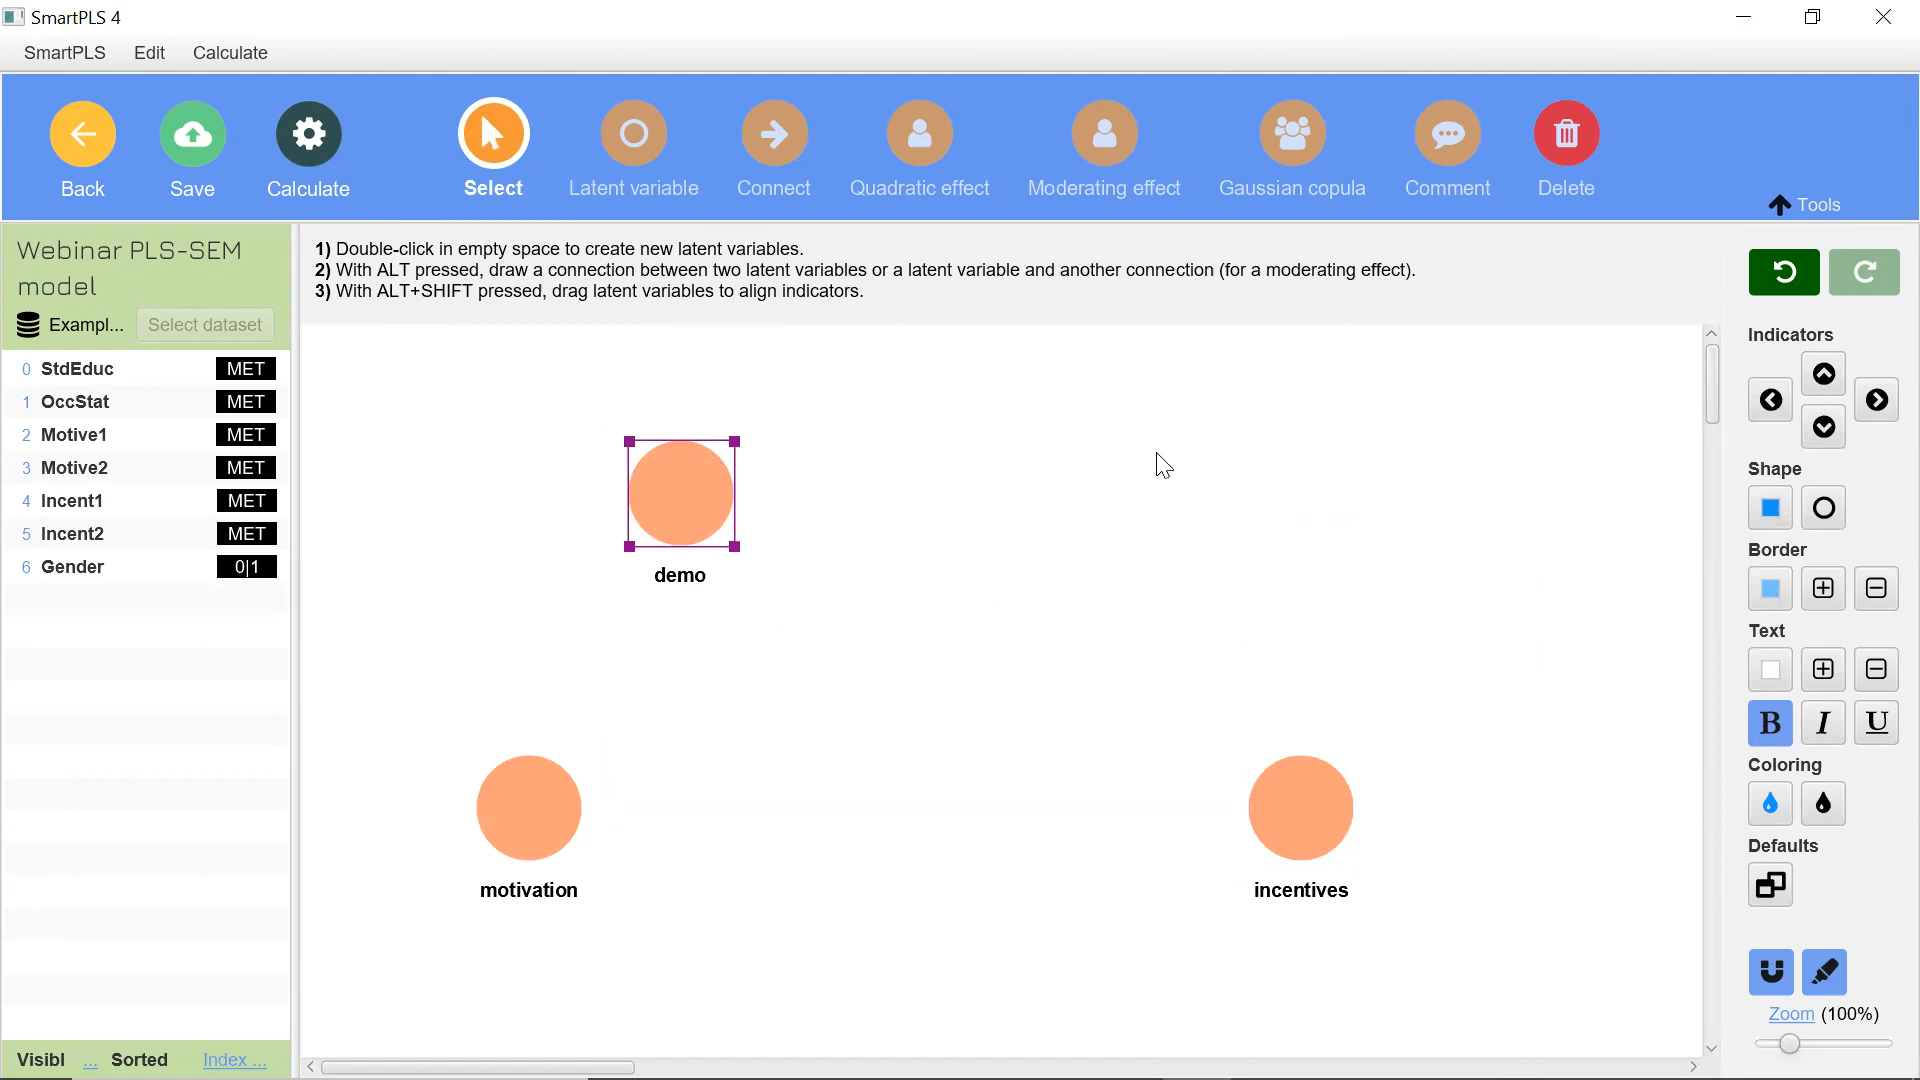 SmartPLS 4
SmartPLS Edit Calculate
Back Save Calculate Select Latent variable Connect Quadratic effect Moderating effect Gaussian copula Comment Delete
Tools
Webinar PLS-SEM
model
Exampl... Select dataset
0 StdEduc MET
1 OccStat MET
2 Motive1 MET
3 Motive2 MET
4 Incent1 MET
5 Incent2 MET
6 Gender 0|1
Visibl ... Sorted Index ...
1) Double-click in empty space to create new latent variables.
2) With ALT pressed, draw a connection between two latent variables or a latent variable and another connection (for a moderating effect).
3) With ALT+SHIFT pressed, drag latent variables to align indicators.
demo
motivation
incentives
Indicators
Shape
Border
Text
B I U
Coloring
Defaults
Zoom (100%)